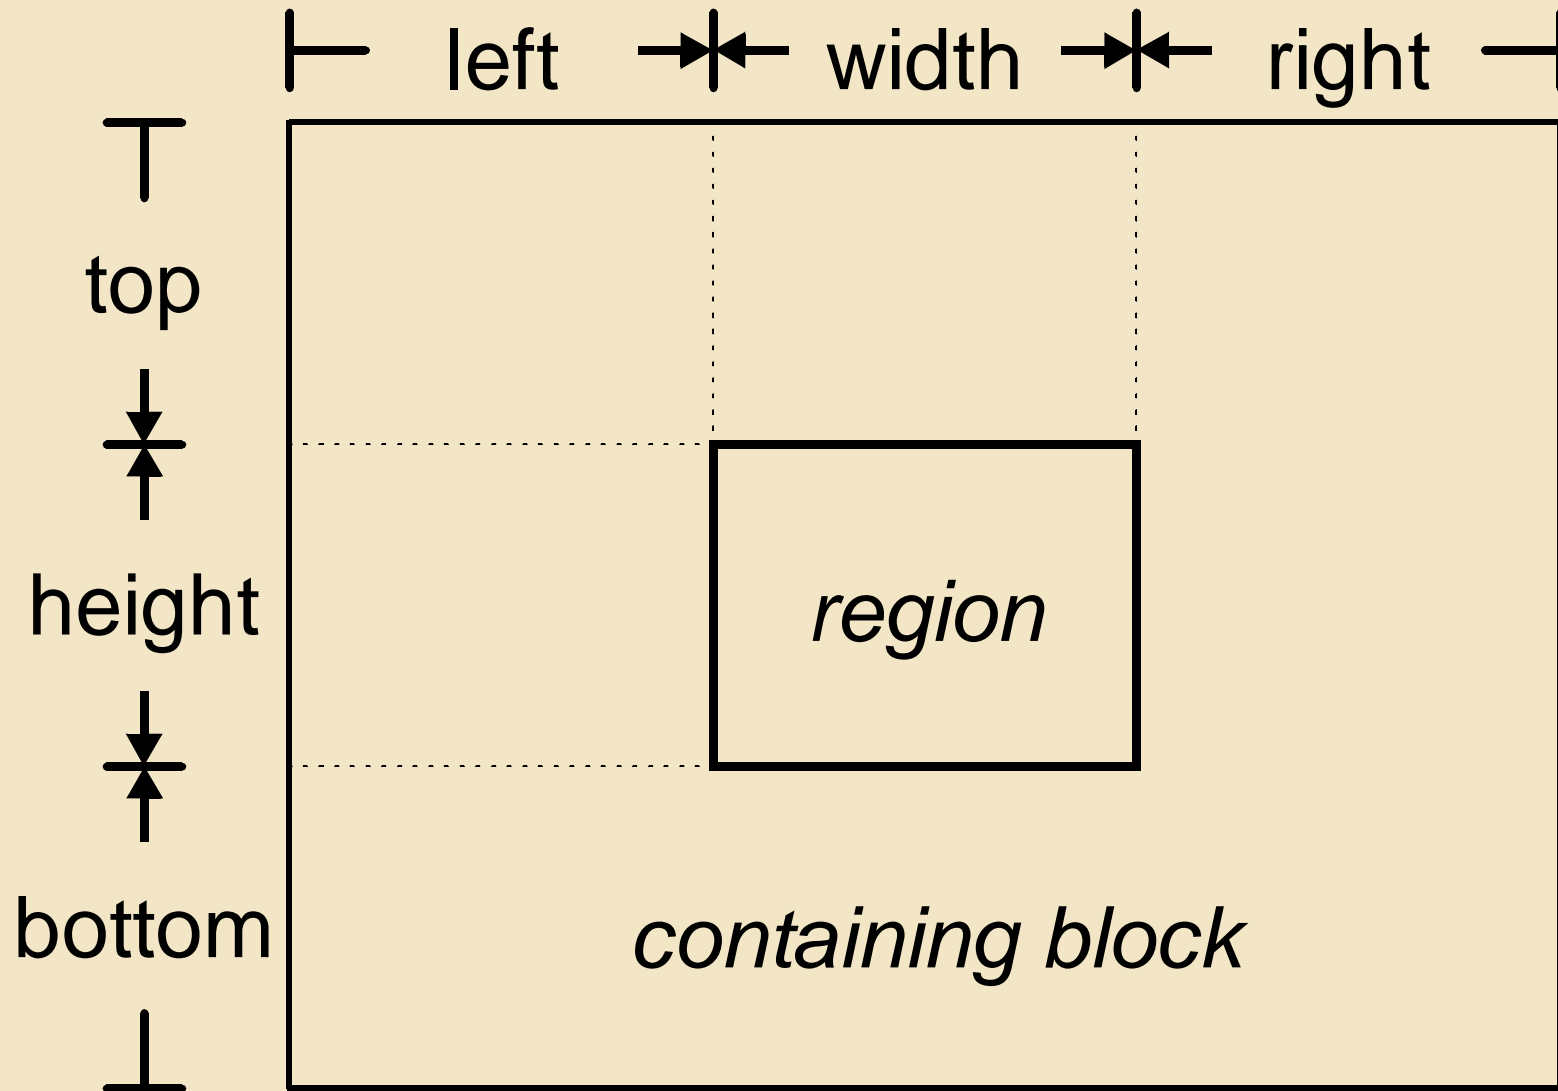 left width right
top
height
region
bottom
containing block